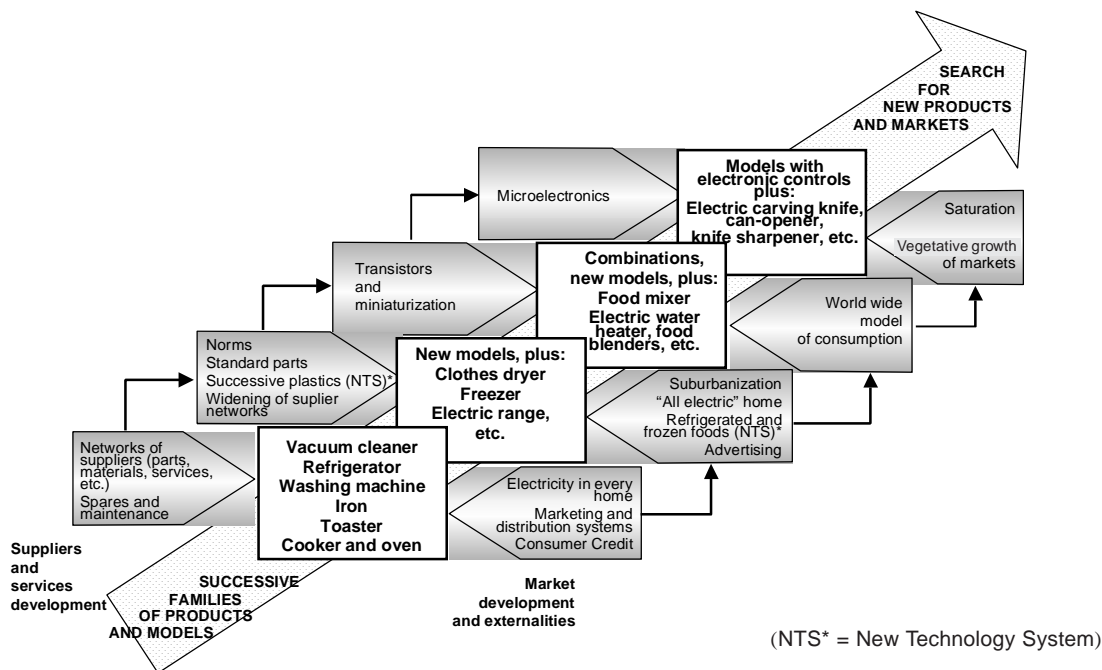 SEARCH
FOR
NEW PRODUCTS
AND MARKETS
Microelectronics
Models with
electronic controls
plus:
Electric carving knife,
can-opener,
knife sharpener, etc.
Saturation
Vegetative growth
of markets
Transistors
and
miniaturization
Combinations,
new models, plus:
Food mixer
Electric water
heater, food
blenders, etc.
World wide
model
of consumption
Norms
Standard parts
Successive plastics (NTS)*
Widening of suplier
networks
New models, plus:
Clothes dryer
Freezer
Electric range,
etc.
Suburbanization
“All electric” home
Refrigerated and
frozen foods (NTS)*
Advertising
Networks of
suppliers (parts,
materials, services,
etc.)
Spares and
maintenance
Vacuum cleaner
Refrigerator
Washing machine
Iron
Toaster
Cooker and oven
Electricity in every
home
Marketing and
distribution systems
Consumer Credit
Suppliers
and
services
development
SUCCESSIVE
FAMILIES
OF PRODUCTS
AND MODELS
Market
development
and externalities
(NTS* = New Technology System)